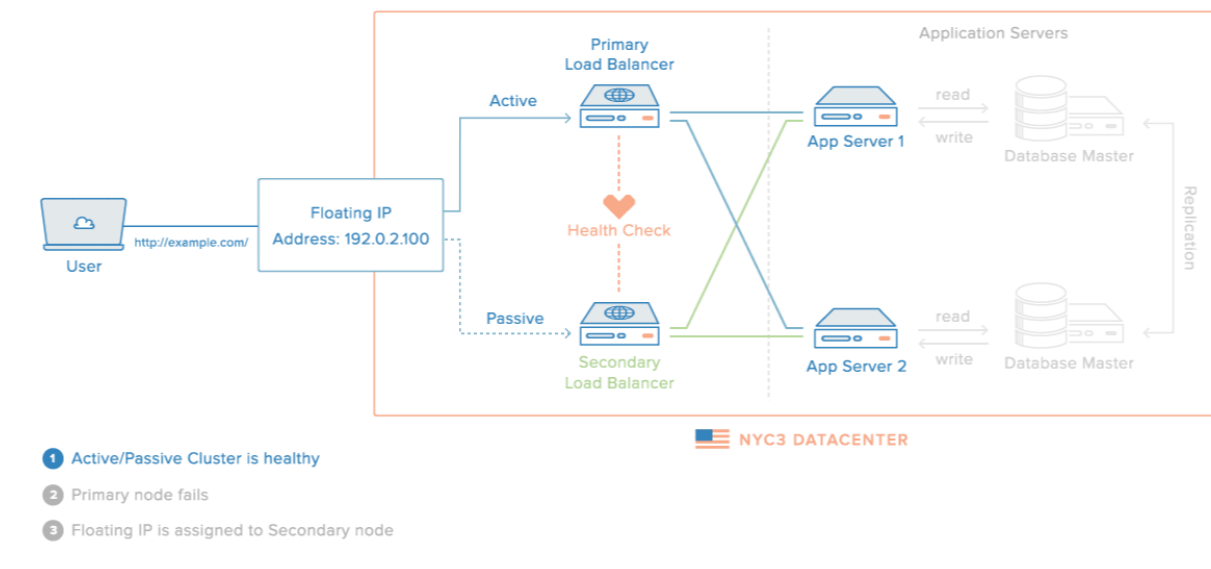 Application Servers
Primary
Load Balancer
Active
read
write
App Server 1
Database Master
Floating IP
Address: 192.0.2.100
http://example.com/
User
Health Check
Replication
Passive
read
write
App Server 2
Database Master
Secondary
Load Balancer
NYC3 DATACENTER
1 Active/Passive Cluster is healthy
2 Primary node fails
3 Floating IP is assigned to Secondary node